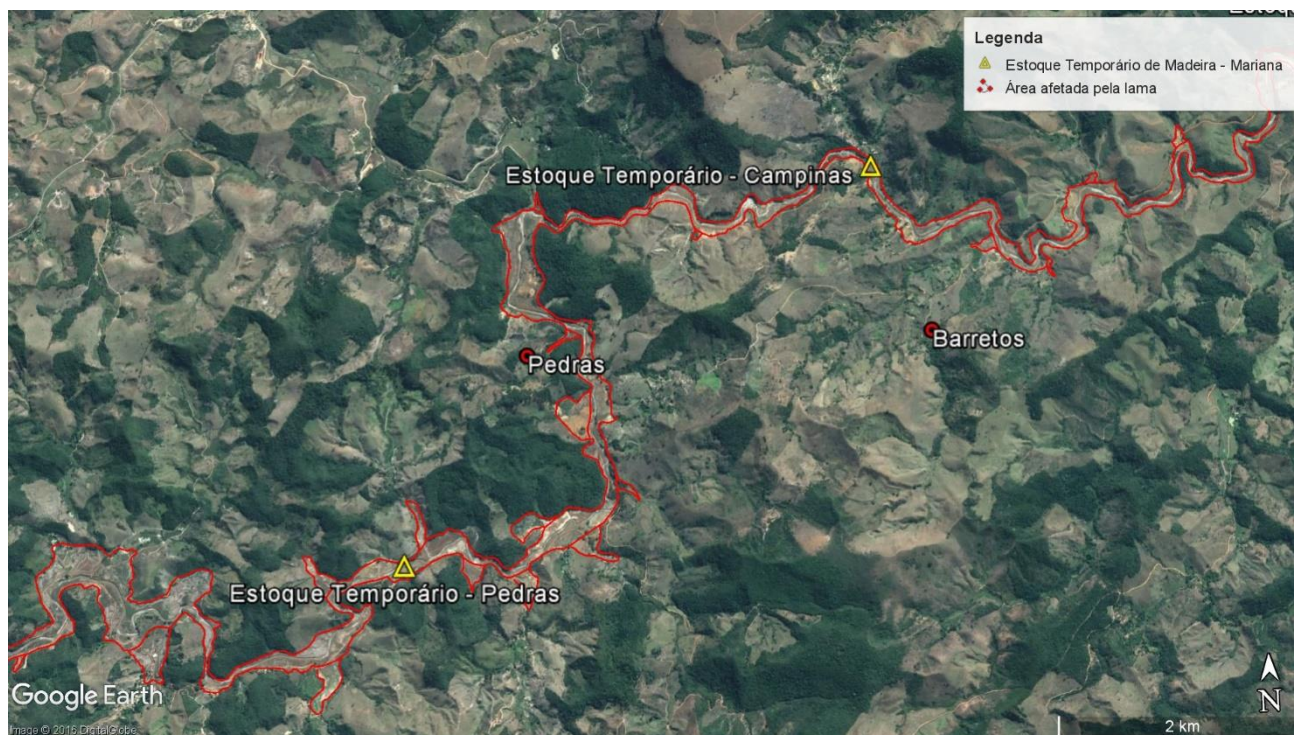 Legenda
Estoque Temporário de Madeira - Mariana
Área afetada pela lama
Estoque Temporário - Campinas
Barretos
Pedras
Estoque Temporário - Pedras
Google Earth
N
Image © 2016 DigitalGlobe
2 km